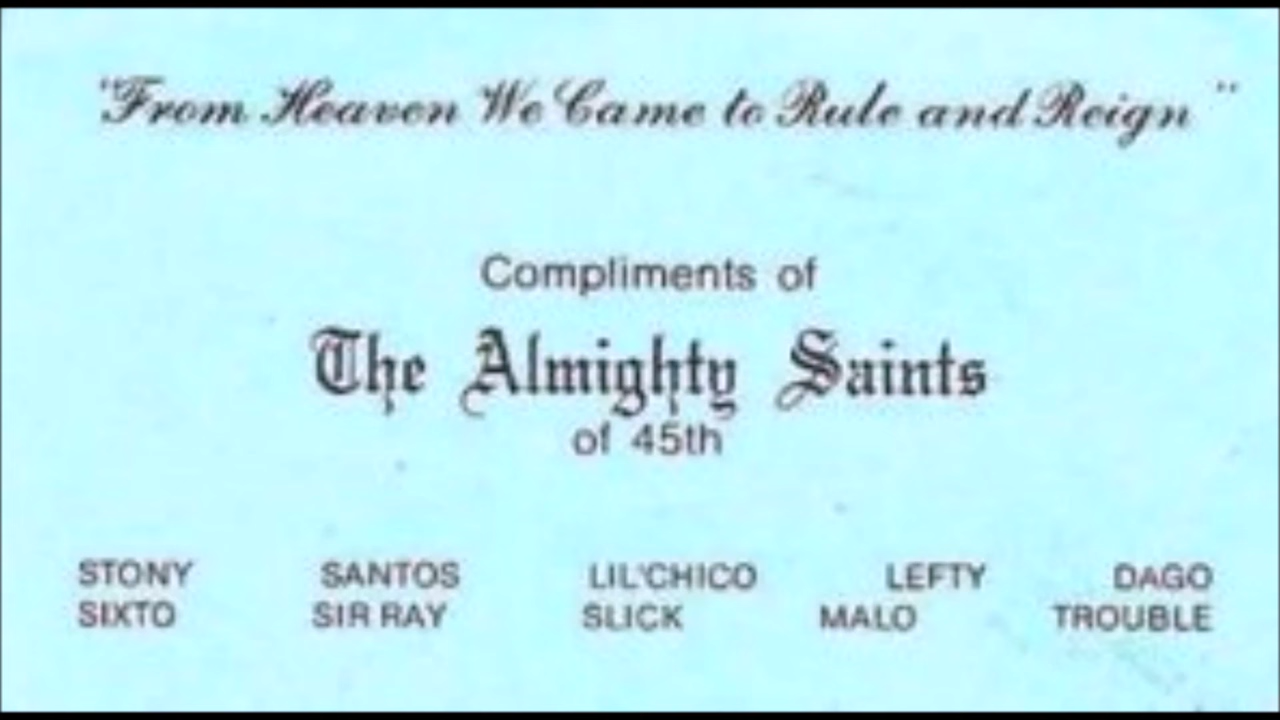 "From Heaven We Came to Rule and Reign"
Compliments of
The Almighty Saints
of 45th
STONY SANTOS LIL'CHICO LEFTY DAGO
SIXTO SIR RAY SLICK MALO TROUBLE